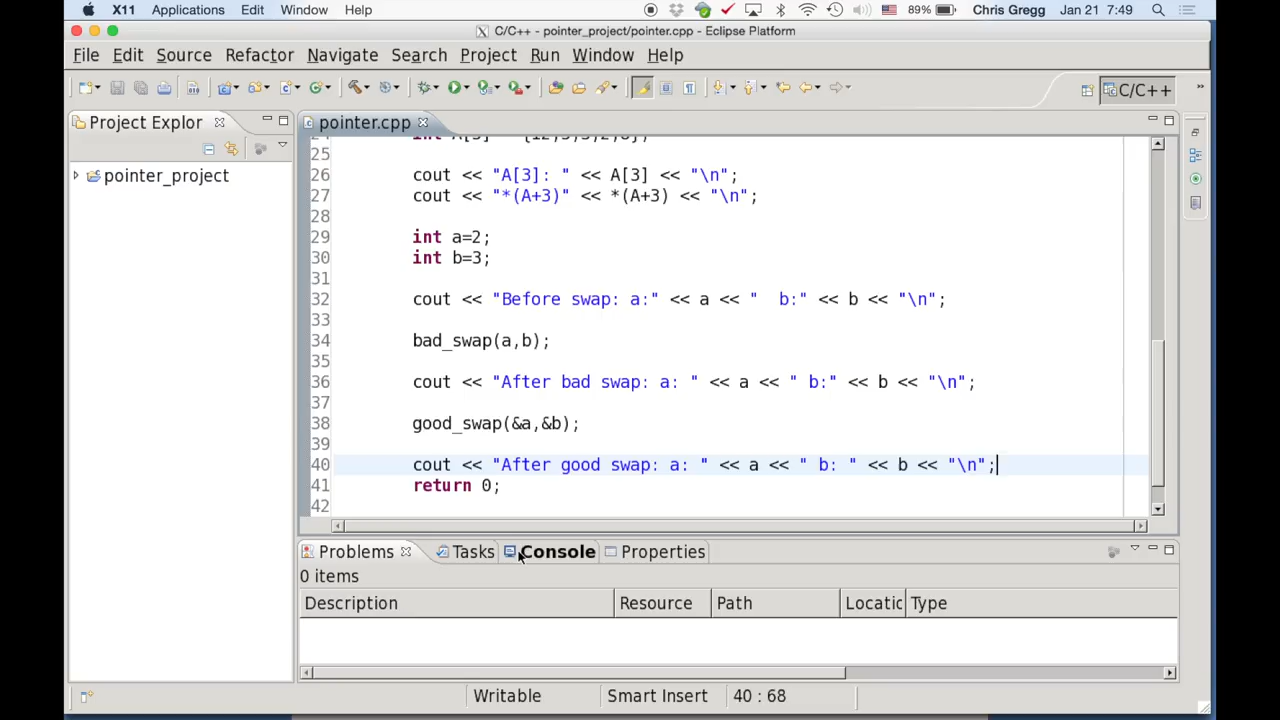 X11 Applications Edit Window Help 89% Chris Gregg Jan 21 7:49
C/C++ - pointer_project/pointer.cpp - Eclipse Platform
File Edit Source Refactor Navigate Search Project Run Window Help
C/C++ »
Project Explor
pointer.cpp
pointer_project
24 int A[5]
25
26 cout << "A[3]: " << A[3] << "\n";
27 cout << "*(A+3)" << *(A+3) << "\n";
28
29 int a=2;
30 int b=3;
31
32 cout << "Before swap: a:" << a << "  b:" << b << "\n";
33
34 bad_swap(a,b);
35
36 cout << "After bad swap: a: " << a << " b:" << b << "\n";
37
38 good_swap(&a,&b);
39
40 cout << "After good swap: a: " << a << " b: " << b << "\n";
41 return 0;
42
Problems Tasks Console Properties
0 items
Description Resource Path Locatic Type
Writable Smart Insert 40 : 68